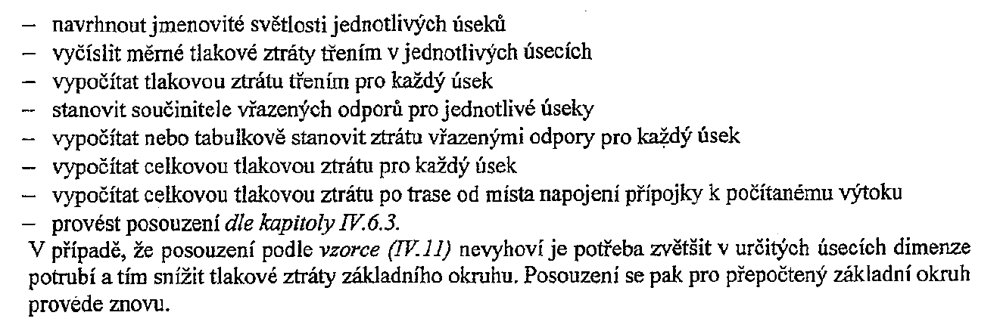 – navrhnout jmenovité světlosti jednotlivých úseků
– vyčíslit měrné tlakové ztráty třením v jednotlivých úsecích
– vypočítat tlakovou ztrátu třením pro každý úsek
– stanovit součinitele vřazených odporů pro jednotlivé úseky
– vypočítat nebo tabulkově stanovit ztrátu vřazenými odpory pro každý úsek
– vypočítat celkovou tlakovou ztrátu pro každý úsek
– vypočítat celkovou tlakovou ztrátu po trase od místa napojení přípojky k počítanému výtoku
– provést posouzení dle kapitoly IV.6.3.
V případě, že posouzení podle vzorce (IV.11) nevyhoví je potřeba zvětšit v určitých úsecích dimenze
potrubí a tím snížit tlakové ztráty základního okruhu. Posouzení se pak pro přepočtený základní okruh
provede znovu.